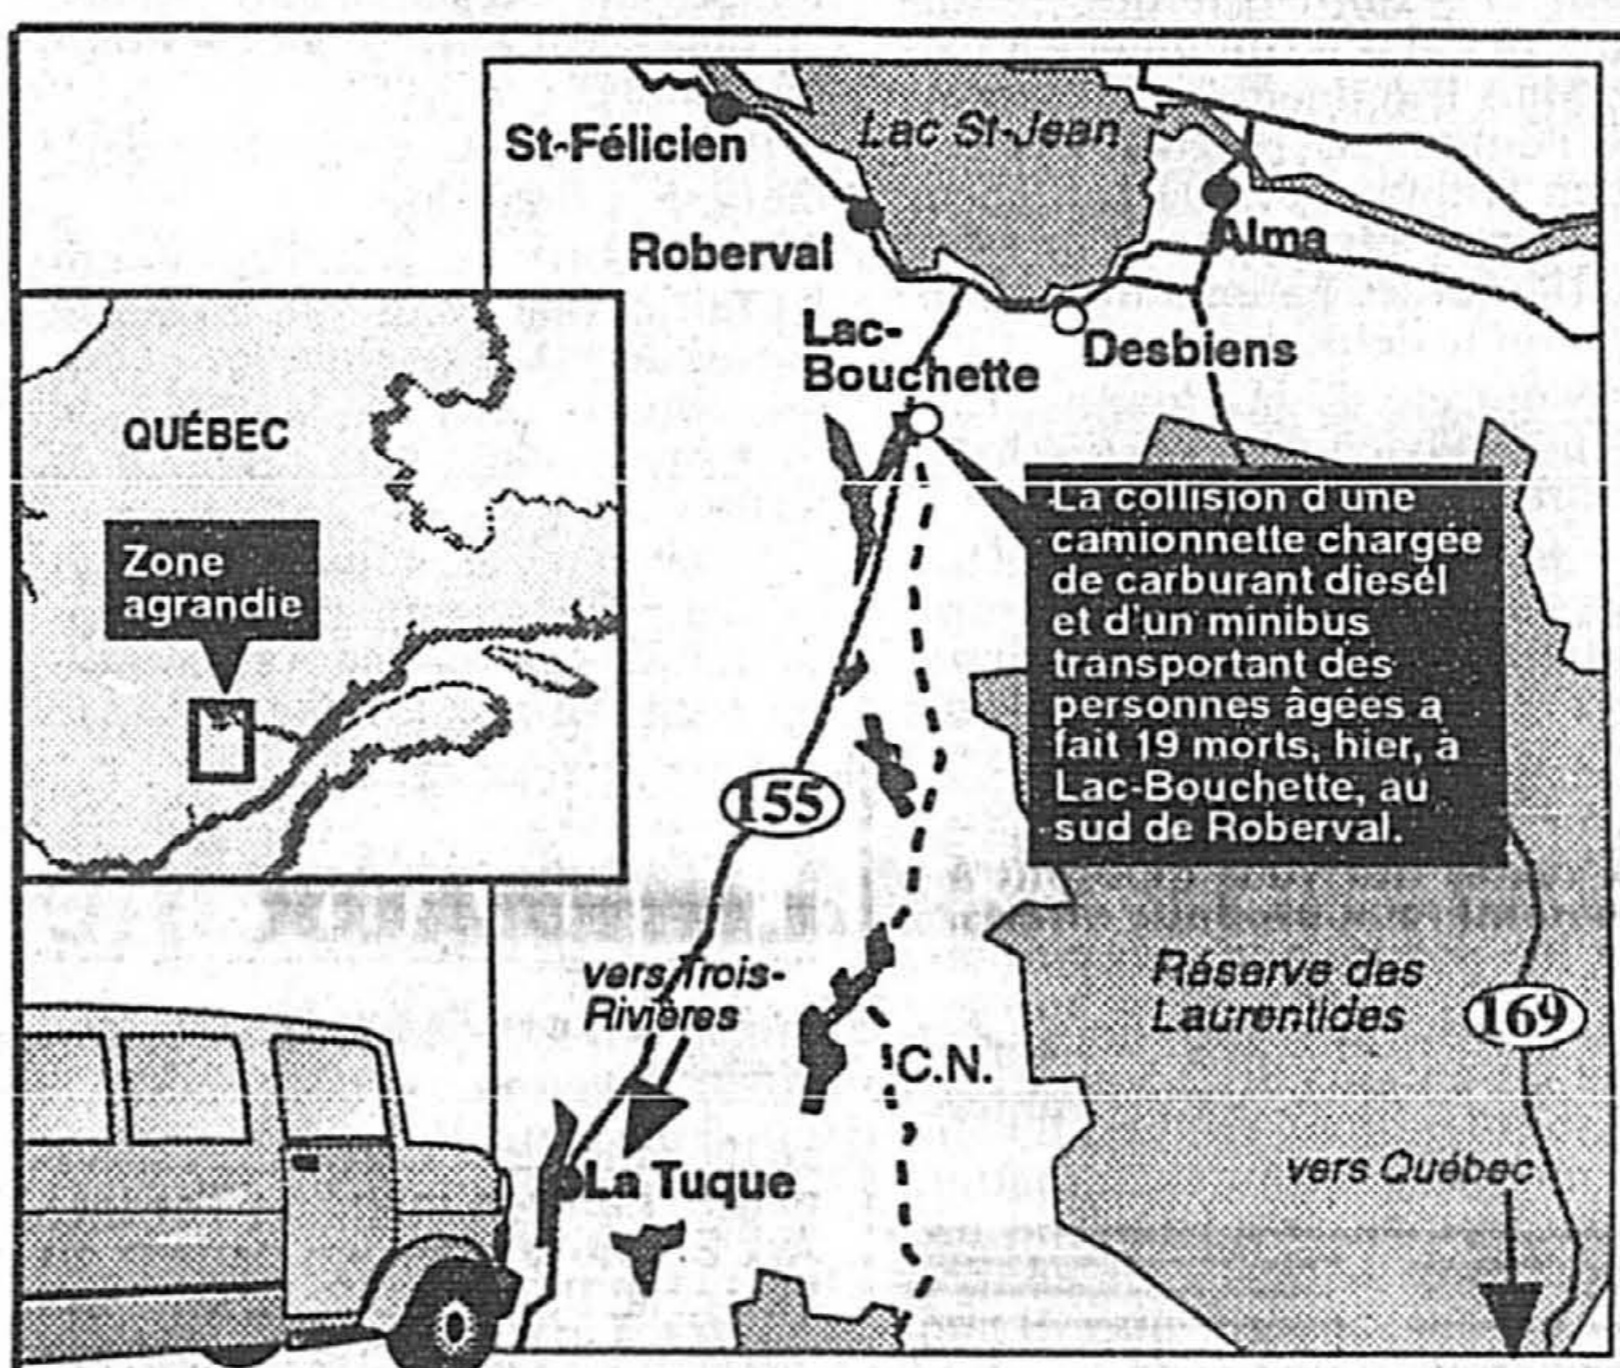 St-Félicien
Lac St-Jean
Alma
Roberval
Lac-
Bouchette
Desbiens
QUÉBEC
Zone
agrandie
La collision d'une
camionnette chargée
de carburant diesel
et d'un minibus
transportant des
personnes âgées a
fait 19 morts, hier, à
Lac-Bouchette, au
sud de Roberval.
155
vers Trois-
Rivières
Réserve des
Laurentides
169
C.N.
La Tuque
vers Québec